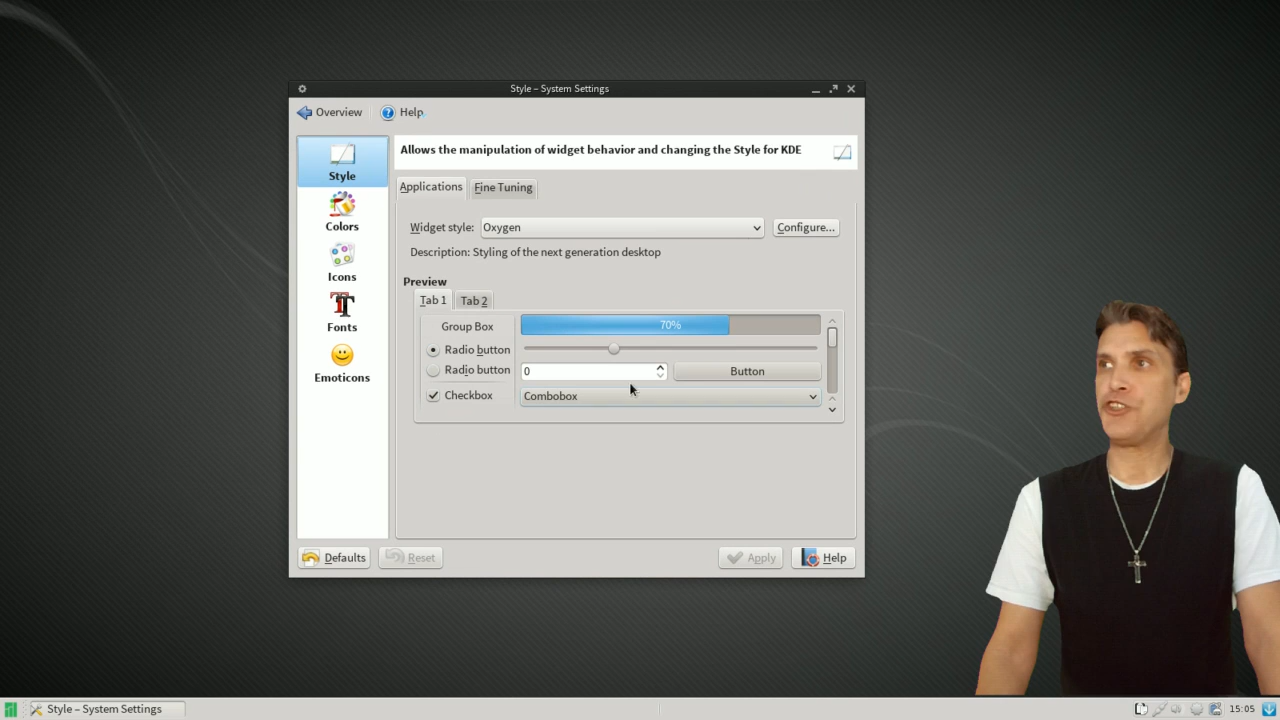 Style – System Settings
Overview
Help
Style
Colors
Icons
Fonts
Emoticons
Allows the manipulation of widget behavior and changing the Style for KDE
Applications
Fine Tuning
Widget style:
Oxygen
Configure...
Description: Styling of the next generation desktop
Preview
Tab 1
Tab 2
Group Box
70%
Radio button
Radio button
0
Button
Checkbox
Combobox
Defaults
Reset
Apply
Help
Style – System Settings
15:05